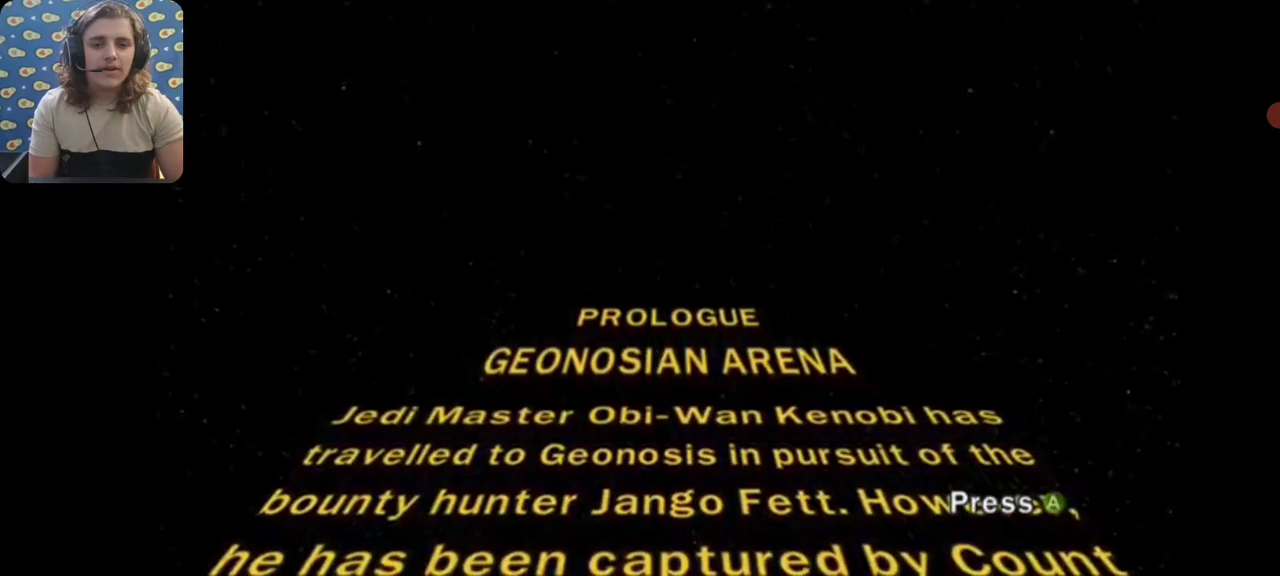 PROLOGUE
GEONOSIAN ARENA
Jedi Master Obi-Wan Kenobi has
travelled to Geonosis in pursuit of the
bounty hunter Jango Fett.
Press A
he has been captured by Count